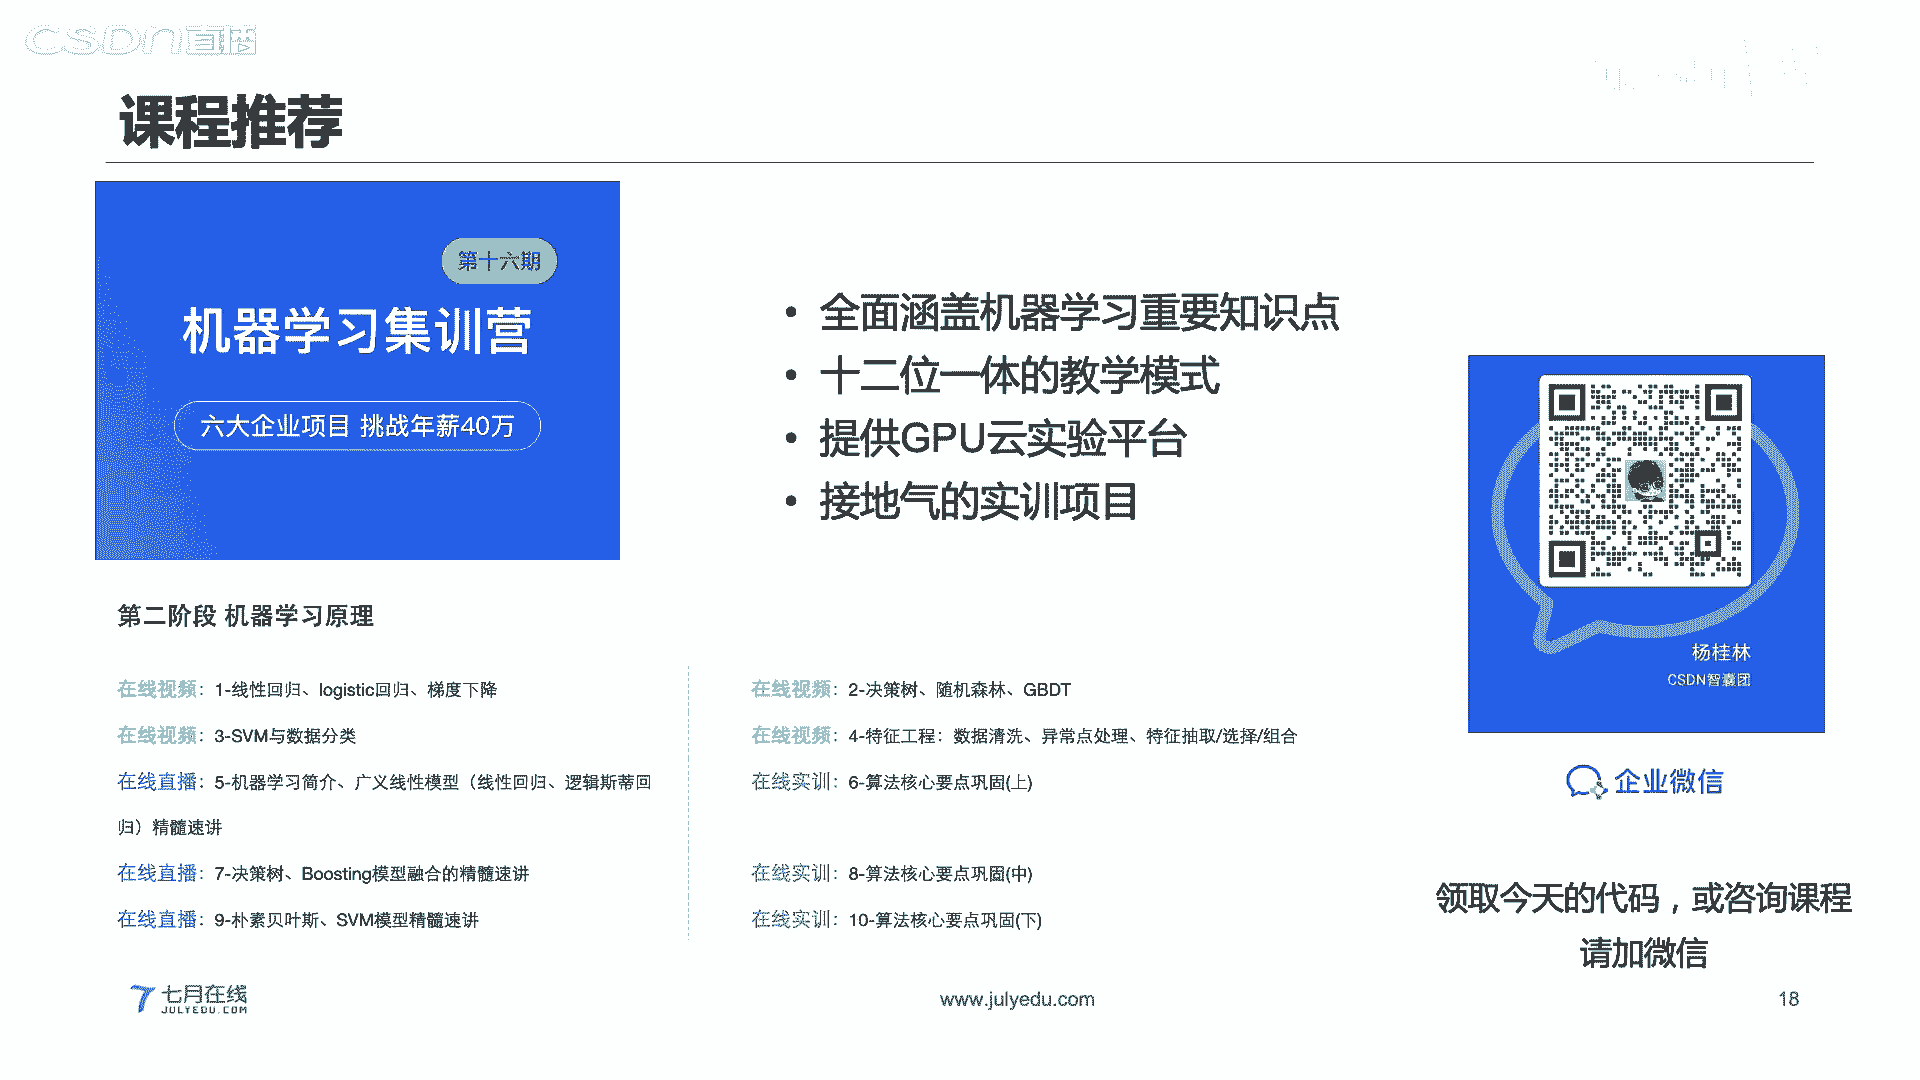 CSDN直播
课程推荐
第十六期
机器学习集训营
六大企业项目 挑战年薪40万
• 全面涵盖机器学习重要知识点
• 十二位一体的教学模式
• 提供GPU云实验平台
• 接地气的实训项目
杨桂林
CSDN智囊团
企业微信
领取今天的代码，或咨询课程
请加微信
第二阶段 机器学习原理
在线视频：1-线性回归、logistic回归、梯度下降
在线视频：2-决策树、随机森林、GBDT
在线视频：3-SVM与数据分类
在线视频：4-特征工程：数据清洗、异常点处理、特征抽取/选择/组合
在线直播：5-机器学习简介、广义线性模型（线性回归、逻辑斯蒂回
归）精髓速讲
在线实训：6-算法核心要点巩固(上)
在线直播：7-决策树、Boosting模型融合的精髓速讲
在线实训：8-算法核心要点巩固(中)
在线直播：9-朴素贝叶斯、SVM模型精髓速讲
在线实训：10-算法核心要点巩固(下)
七月在线
JULYEDU.COM
www.julyedu.com
18